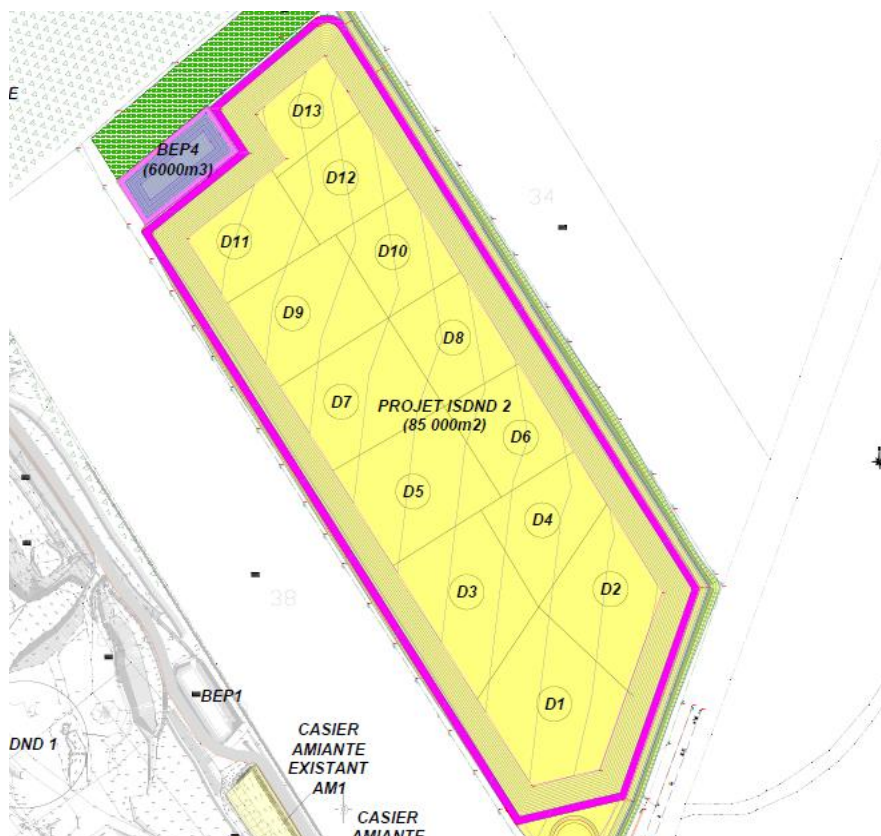 E
BEP4
(6000m3)
D13
D12
34
D11
D10
D9
D8
D7
PROJET ISDND 2
(85 000m2)
D6
D5
D4
38
D3
D2
BEP1
D1
DND 1
CASIER
AMIANTE
EXISTANT
AM1
CASIER
AMIANTE